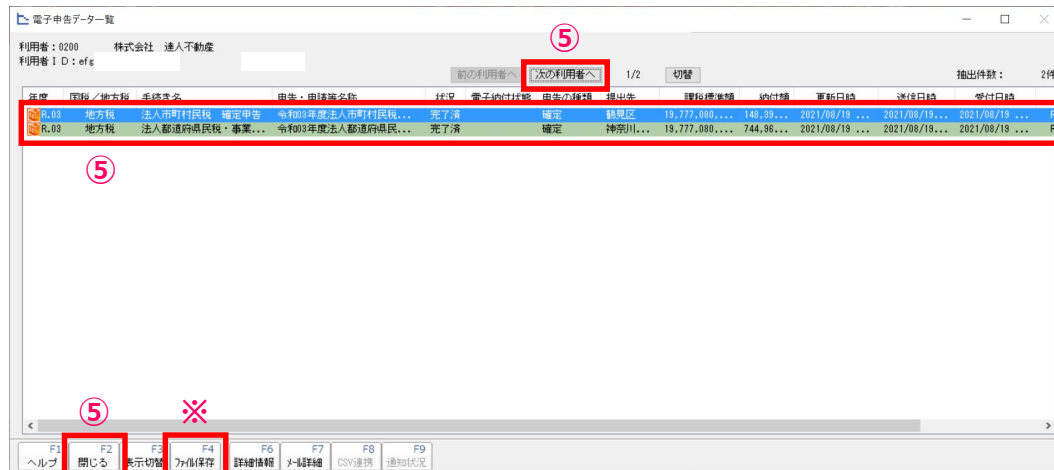 電子申告データ一覧
利用者：0200 株式会社 達人不動産
利用者ＩＤ：efg
⑤
前の利用者へ 次の利用者へ 1/2 切替 抽出件数： 2件
年度 国税／地方税 手続き名 申告・申請等名称 状況 電子納付状態 申告の種類 提出先 課税標準額 納付額 更新日時 送信日時 受付日時
R.03 地方税 法人市町村民税 確定申告 令和03年度法人市町村民税... 完了済 確定 鶴見区 19,777,080,... 148,39... 2021/08/19 ... 2021/08/19... 2021/08/19 ...
R.03 地方税 法人都道府県民税・事業... 令和03年度法人都道府県民... 完了済 確定 神奈川... 19,777,080,... 744,96... 2021/08/19 ... 2021/08/19... 2021/08/19 ...
⑤
⑤ ※
F1 F2 F3 F4 F6 F7 F8 F9
ヘルプ 閉じる 表示切替 ファイル保存 詳細情報 メール詳細 CSV連携 通知状況